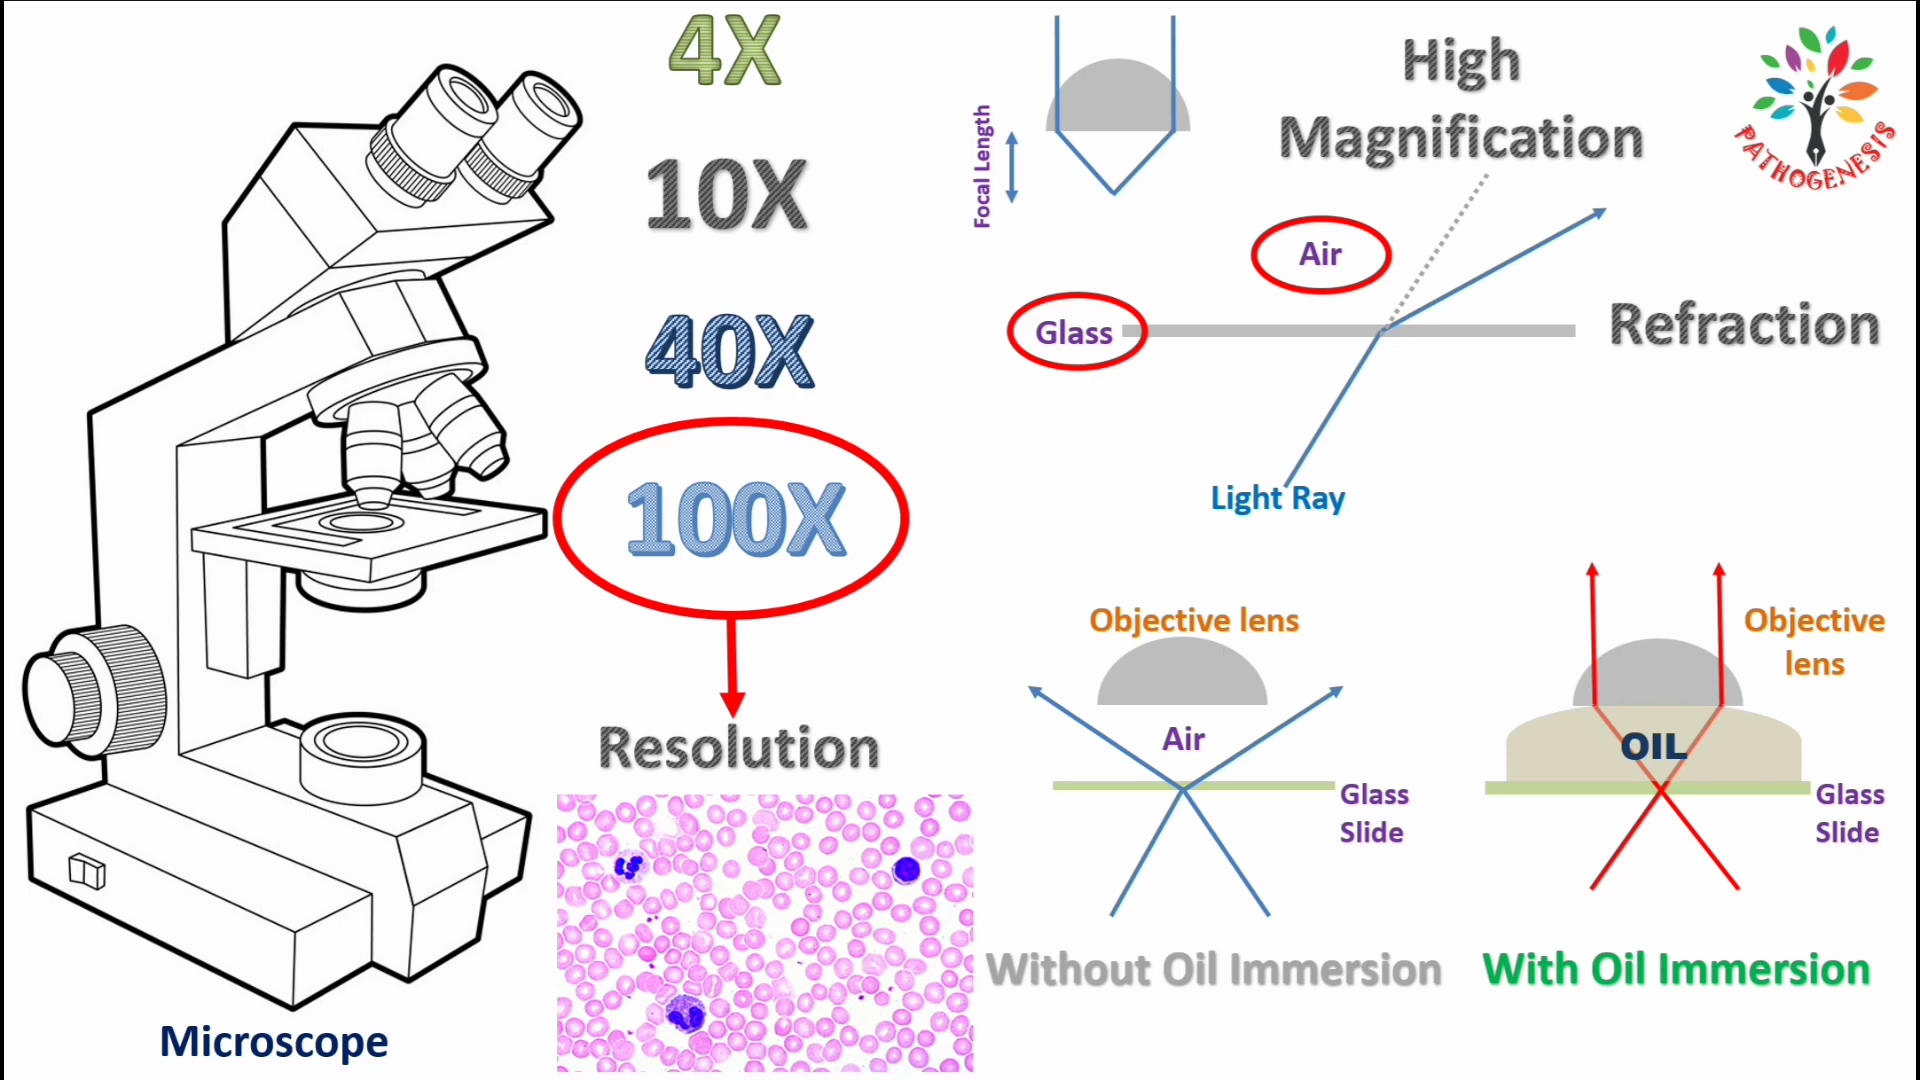 4X
10X
40X
100X
Resolution
Microscope
Focal Length
High
Magnification
PATHOGENESIS
Air
Glass
Refraction
Light Ray
Objective lens
Air
Glass
Slide
Without Oil Immersion
Objective
lens
OIL
Glass
Slide
With Oil Immersion